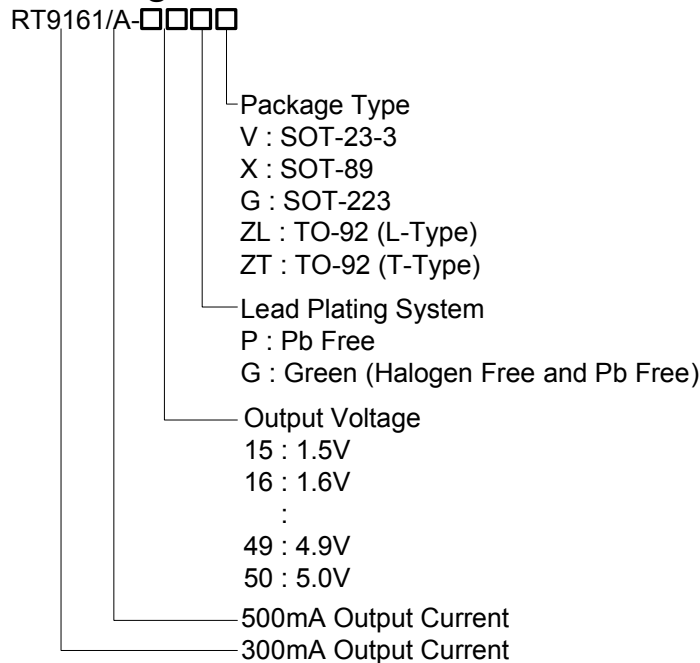 RT9161/A-□□□□
Package Type
V : SOT-23-3
X : SOT-89
G : SOT-223
ZL : TO-92 (L-Type)
ZT : TO-92 (T-Type)
Lead Plating System
P : Pb Free
G : Green (Halogen Free and Pb Free)
Output Voltage
15 : 1.5V
16 : 1.6V
:
49 : 4.9V
50 : 5.0V
500mA Output Current
300mA Output Current